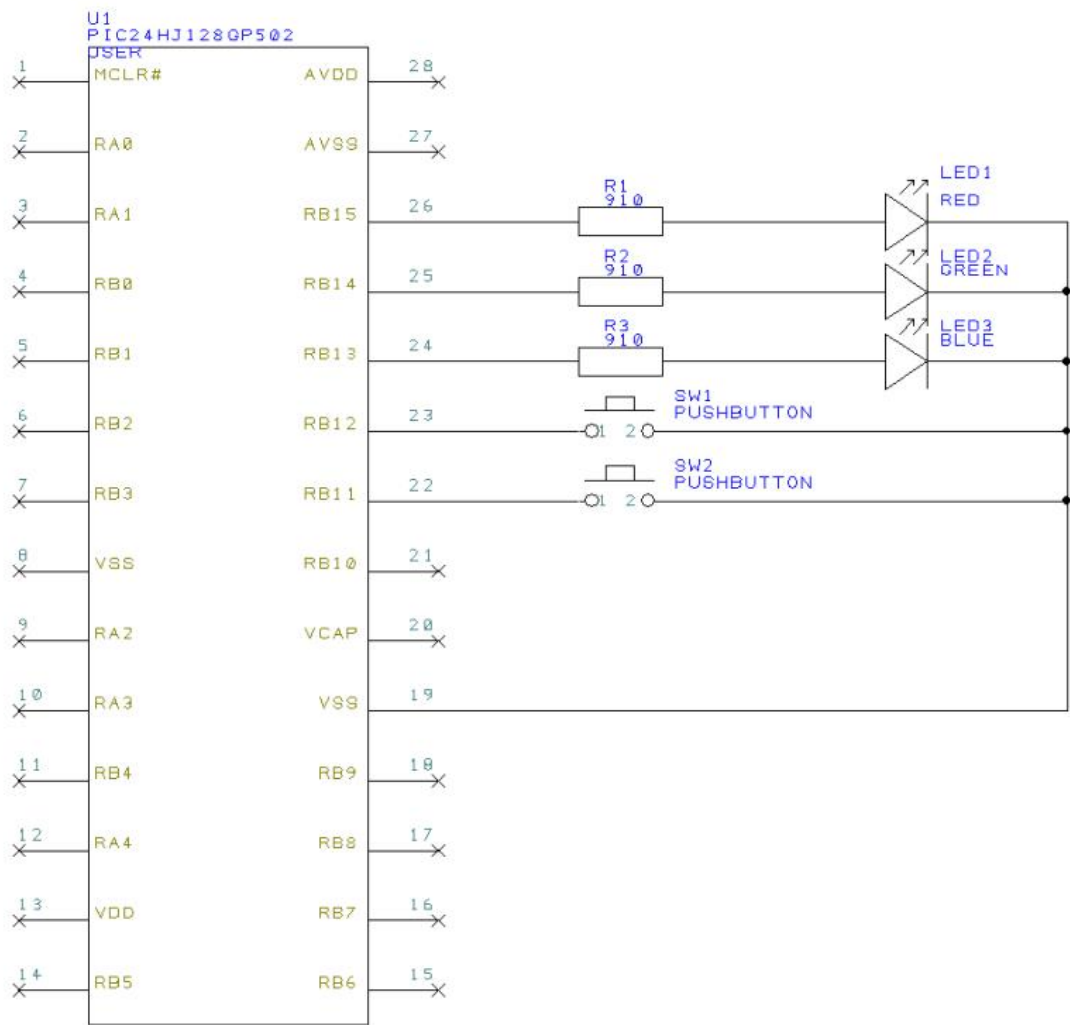 U1
PIC24HJ128GP502
USER
1 MCLR# AVDD 28
2 RA0 AVSS 27
3 RA1 RB15 26
4 RB0 RB14 25
5 RB1 RB13 24
6 RB2 RB12 23
7 RB3 RB11 22
8 VSS RB10 21
9 RA2 VCAP 20
10 RA3 VSS 19
11 RB4 RB9 18
12 RA4 RB8 17
13 VDD RB7 16
14 RB5 RB6 15
R1
910
LED1
RED
R2
910
LED2
GREEN
R3
910
LED3
BLUE
SW1
PUSHBUTTON
1 2
SW2
PUSHBUTTON
1 2